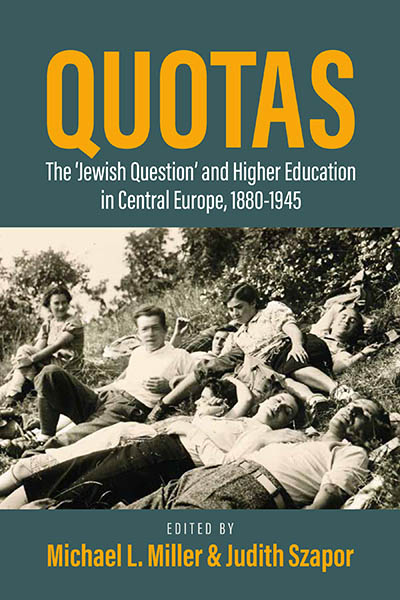 QUOTAS
The ‘Jewish Question’ and Higher Education
in Central Europe, 1880-1945
EDITED BY
Michael L. Miller & Judith Szapor